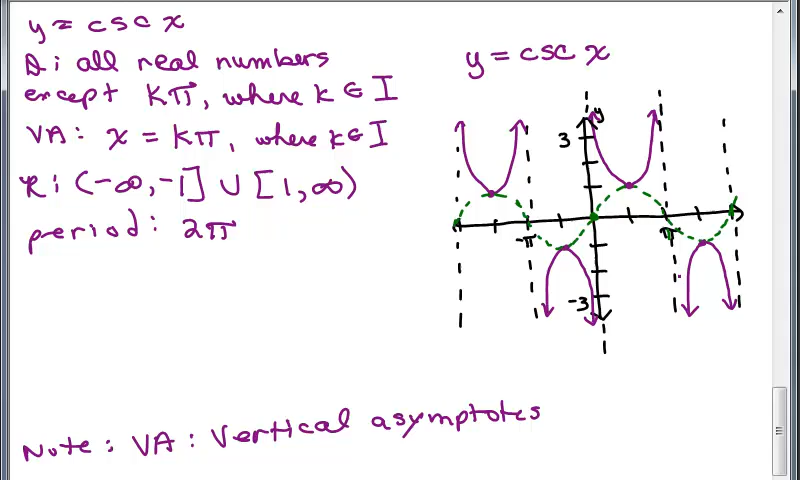 y = csc x
D: all real numbers
except Kπ, where k ∈ I
VA: x = Kπ, where k ∈ I
R: (-∞, -1] ∪ [1, ∞)
period: 2π
y = csc x
y
3
-π
π
-3
Note: VA: Vertical asymptotes